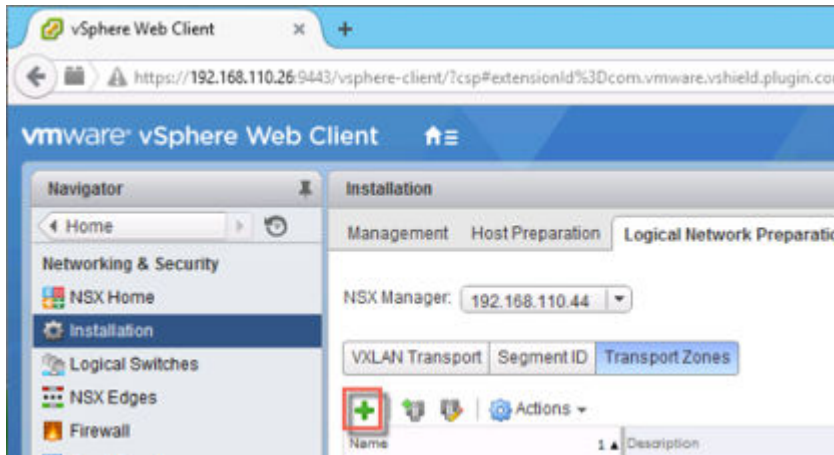 vSphere Web Client × +
https://192.168.110.26:9443/vsphere-client/?csp#extensionId%3Dcom.vmware.vshield.plugin.co
vmware® vSphere Web Client
Navigator
Installation
Home
Management Host Preparation Logical Network Preparatio
Networking & Security
NSX Home
NSX Manager: 192.168.110.44
Installation
Logical Switches
VXLAN Transport Segment ID Transport Zones
NSX Edges
Actions
Firewall
Name 1 ▲ Description